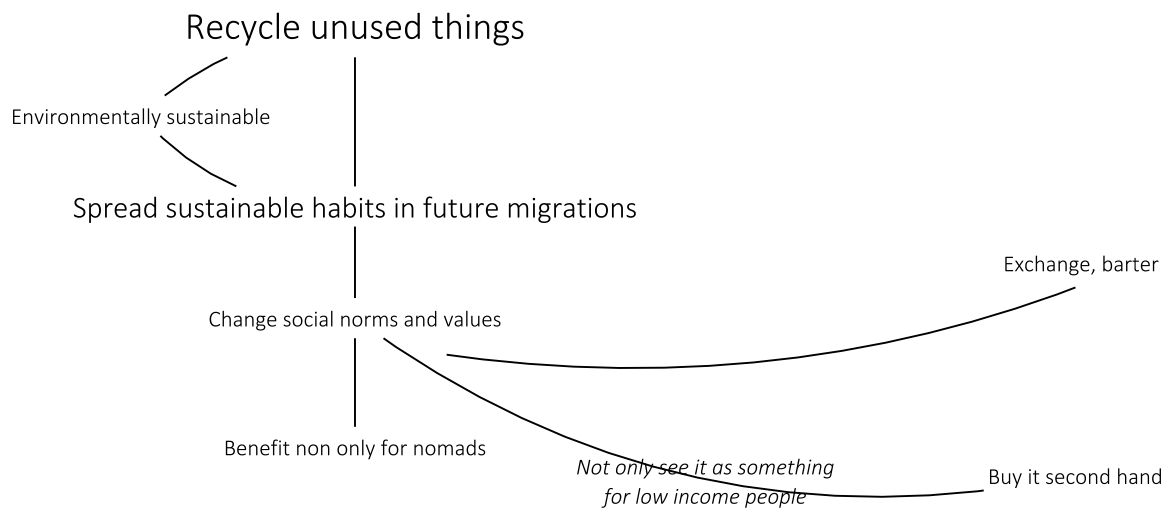 Recycle unused things
Environmentally sustainable
Spread sustainable habits in future migrations
Exchange, barter
Change social norms and values
Benefit non only for nomads
Not only see it as something
for low income people
Buy it second hand